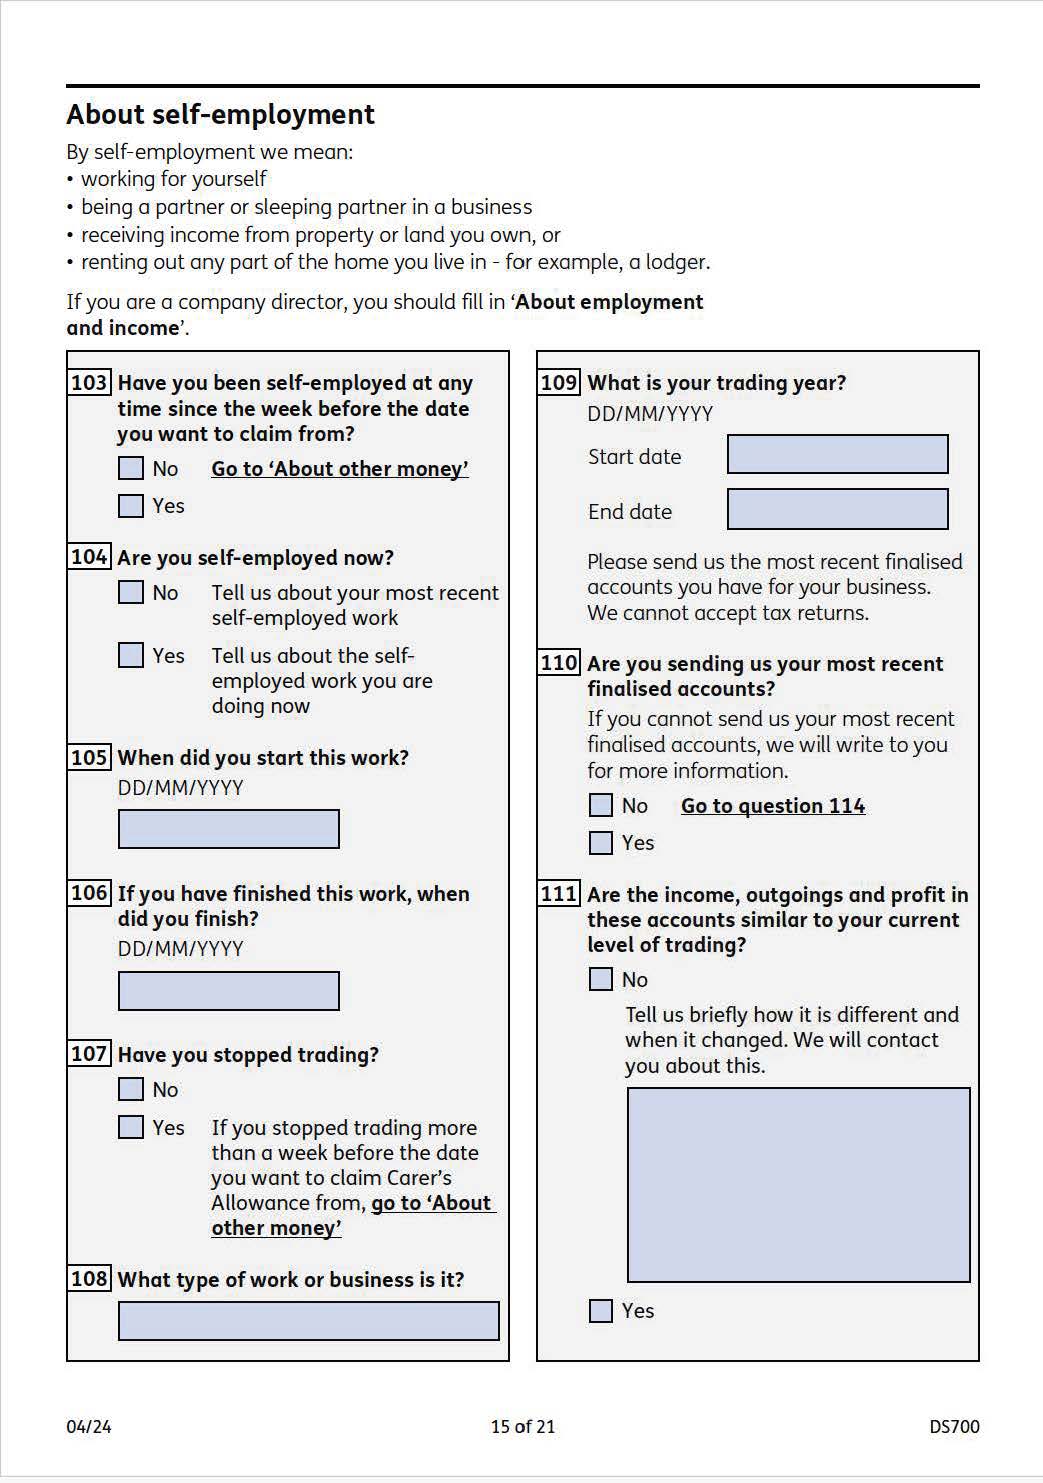 About self-employment
By self-employment we mean:
• working for yourself
• being a partner or sleeping partner in a business
• receiving income from property or land you own, or
• renting out any part of the home you live in - for example, a lodger.
If you are a company director, you should fill in ‘About employment
and income’.
103 Have you been self-employed at any
time since the week before the date
you want to claim from?
No Go to ‘About other money’
Yes
104 Are you self-employed now?
No Tell us about your most recent
self-employed work
Yes Tell us about the self-
employed work you are
doing now
105 When did you start this work?
DD/MM/YYYY
106 If you have finished this work, when
did you finish?
DD/MM/YYYY
107 Have you stopped trading?
No
Yes If you stopped trading more
than a week before the date
you want to claim Carer’s
Allowance from, go to ‘About
other money’
108 What type of work or business is it?
109 What is your trading year?
DD/MM/YYYY
Start date
End date
Please send us the most recent finalised
accounts you have for your business.
We cannot accept tax returns.
110 Are you sending us your most recent
finalised accounts?
If you cannot send us your most recent
finalised accounts, we will write to you
for more information.
No Go to question 114
Yes
111 Are the income, outgoings and profit in
these accounts similar to your current
level of trading?
No
Tell us briefly how it is different and
when it changed. We will contact
you about this.
Yes
04/24 15 of 21 DS700